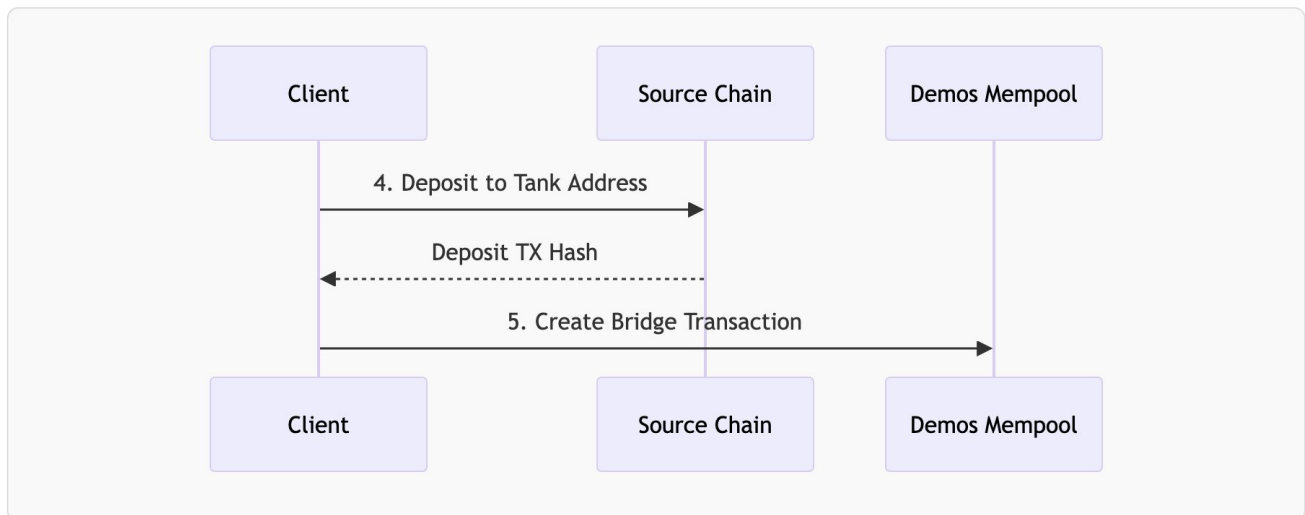 Client
Source Chain
Demos Mempool
4. Deposit to Tank Address
Deposit TX Hash
5. Create Bridge Transaction
Client
Source Chain
Demos Mempool